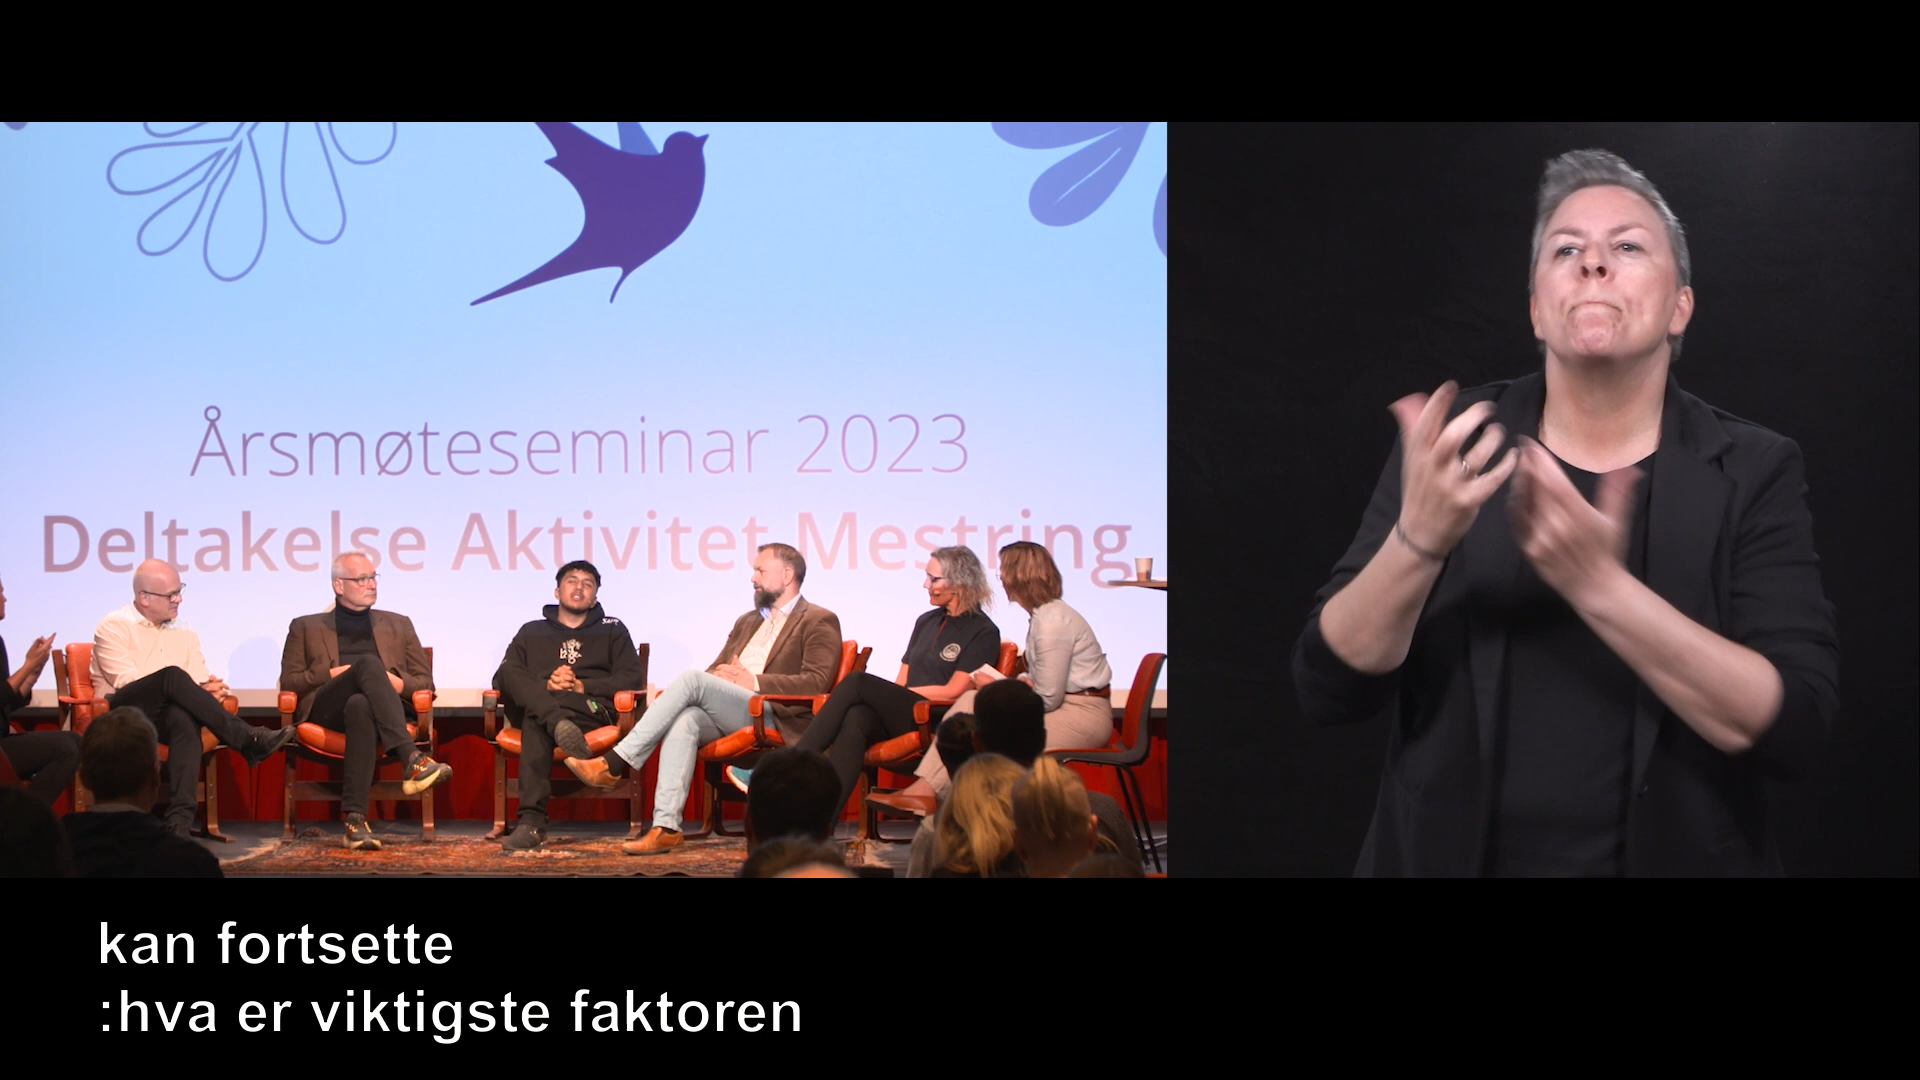 Årsmøteseminar 2023
Deltakelse Aktivitet Mestring
kan fortsette
:hva er viktigste faktoren